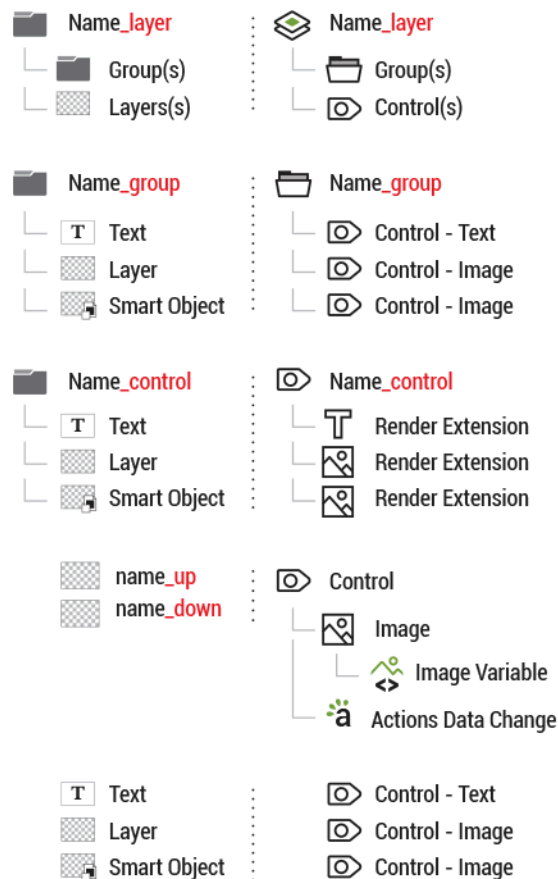 Name_layer Name_layer
Group(s) Group(s)
Layers(s) Control(s)
Name_group Name_group
T Text Control - Text
Layer Control - Image
Smart Object Control - Image
Name_control Name_control
T Text Render Extension
Layer Render Extension
Smart Object Render Extension
name_up Control
name_down
Image
<> Image Variable
a Actions Data Change
T Text Control - Text
Layer Control - Image
Smart Object Control - Image